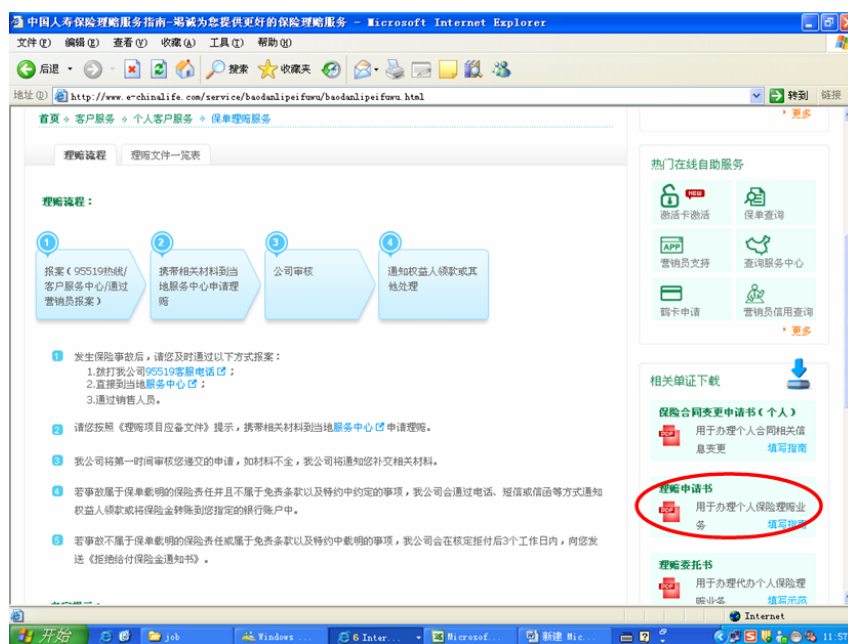 中国人寿保险理赔服务指南-竭诚为您提供更好的保险理赔服务 - Microsoft Internet Explorer
文件(F) 编辑(E) 查看(V) 收藏(A) 工具(T) 帮助(H)
后退 搜索 收藏夹
地址(D) http://www.e-chinalife.com/service/baodanlipeifuwu/baodanlipeifuwu.html 转到 链接
首页 客户服务 个人客户服务 保单理赔服务
更多
理赔流程 理赔文件一览表
理赔流程：
1 报案（95519热线/
客户服务中心/通过
营销员报案）
2 携带相关材料到当
地服务中心申请理
赔
3 公司审核
4 通知权益人领款或其
他处理
1 发生保险事故后，请您及时通过以下方式报案：
1.拨打我公司95519客服电话；
2.直接到当地服务中心；
3.通过销售人员。
2 请您按照《理赔项目应备文件》提示，携带相关材料到当地服务中心申请理赔。
3 我公司将第一时间审核您递交的申请，如材料不全，我公司将通知您补交相关材料。
4 若事故属于保单载明的保险责任并且不属于免责条款以及特约中约定的事项，我公司会通过电话、短信或信函等方式通知
权益人领款或将保险金转账到您指定的银行账户中。
5 若事故不属于保单载明的保险责任或属于免责条款以及特约中载明的事项，我公司会在核定拒付后3个工作日内，向您发
送《拒绝给付保险金通知书》。
热门在线自助服务
NEW
激活卡激活 保单查询
APP
营销员支持 查询服务中心
鹤卡申请 营销员信用查询
更多
相关单证下载
保险合同变更申请书（个人）
PDF 用于办理个人合同相关信
息变更 填写指南
理赔申请书
PDF 用于办理个人保险理赔业
务 填写指南
理赔委托书
PDF 用于办理代办个人保险理
赔业务 填写示范
Internet
开始 job Windows ... 6 Inter... Microsof... 新建 Mic... 11:57